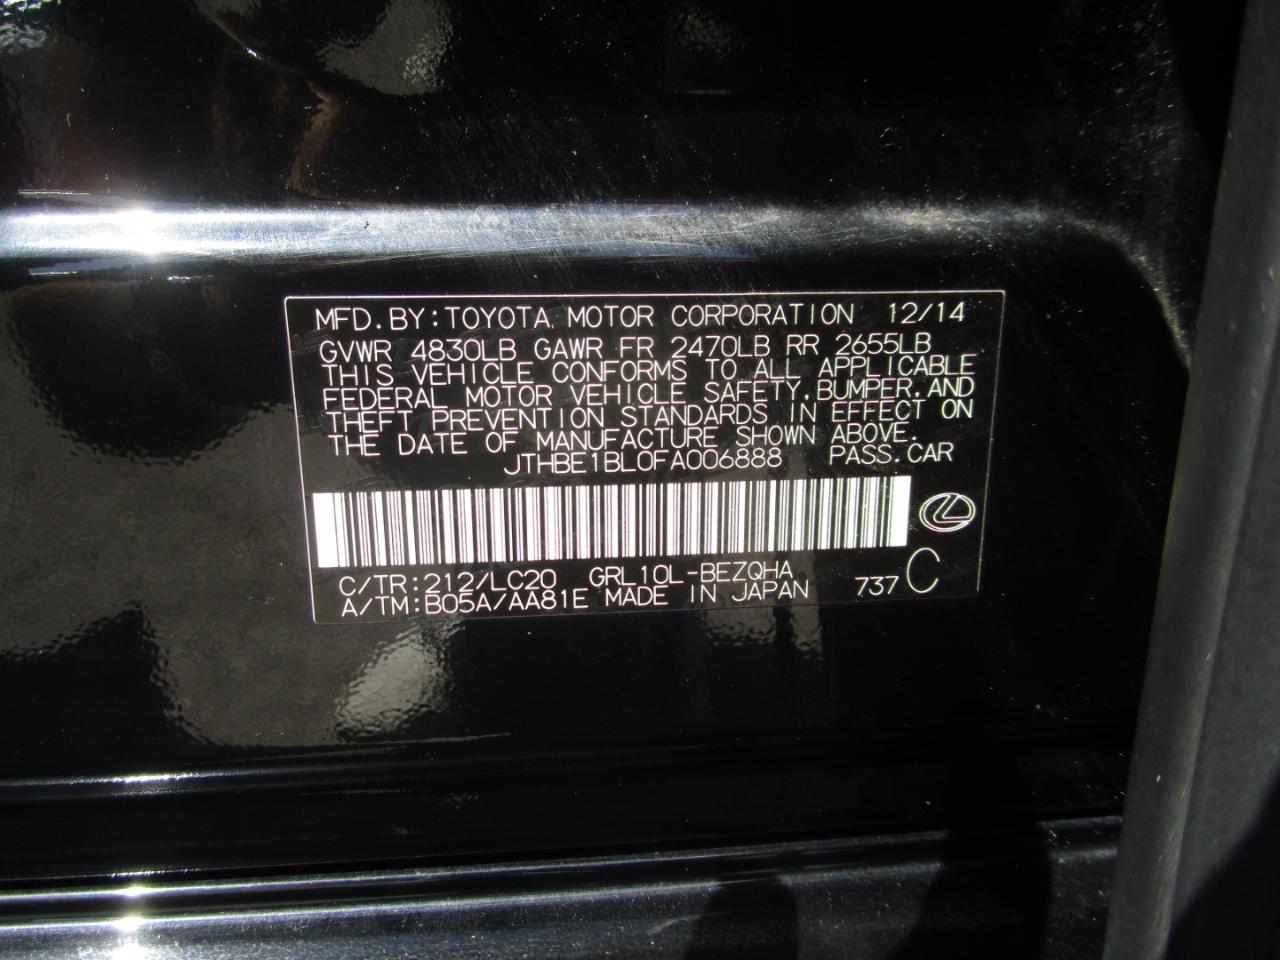 MFD.BY:TOYOTA MOTOR CORPORATION 12/14
GVWR 4830LB GAWR FR 2470LB RR 2655LB
THIS VEHICLE CONFORMS TO ALL APPLICABLE
FEDERAL MOTOR VEHICLE SAFETY,BUMPER,AND
THEFT PREVENTION STANDARDS IN EFFECT ON
THE DATE OF MANUFACTURE SHOWN ABOVE.
JTHBE1BL0FA006888 PASS.CAR
C/TR:212/LC20 GRL10L-BEZQHA
A/TM:B05A/AA81E MADE IN JAPAN 737 C